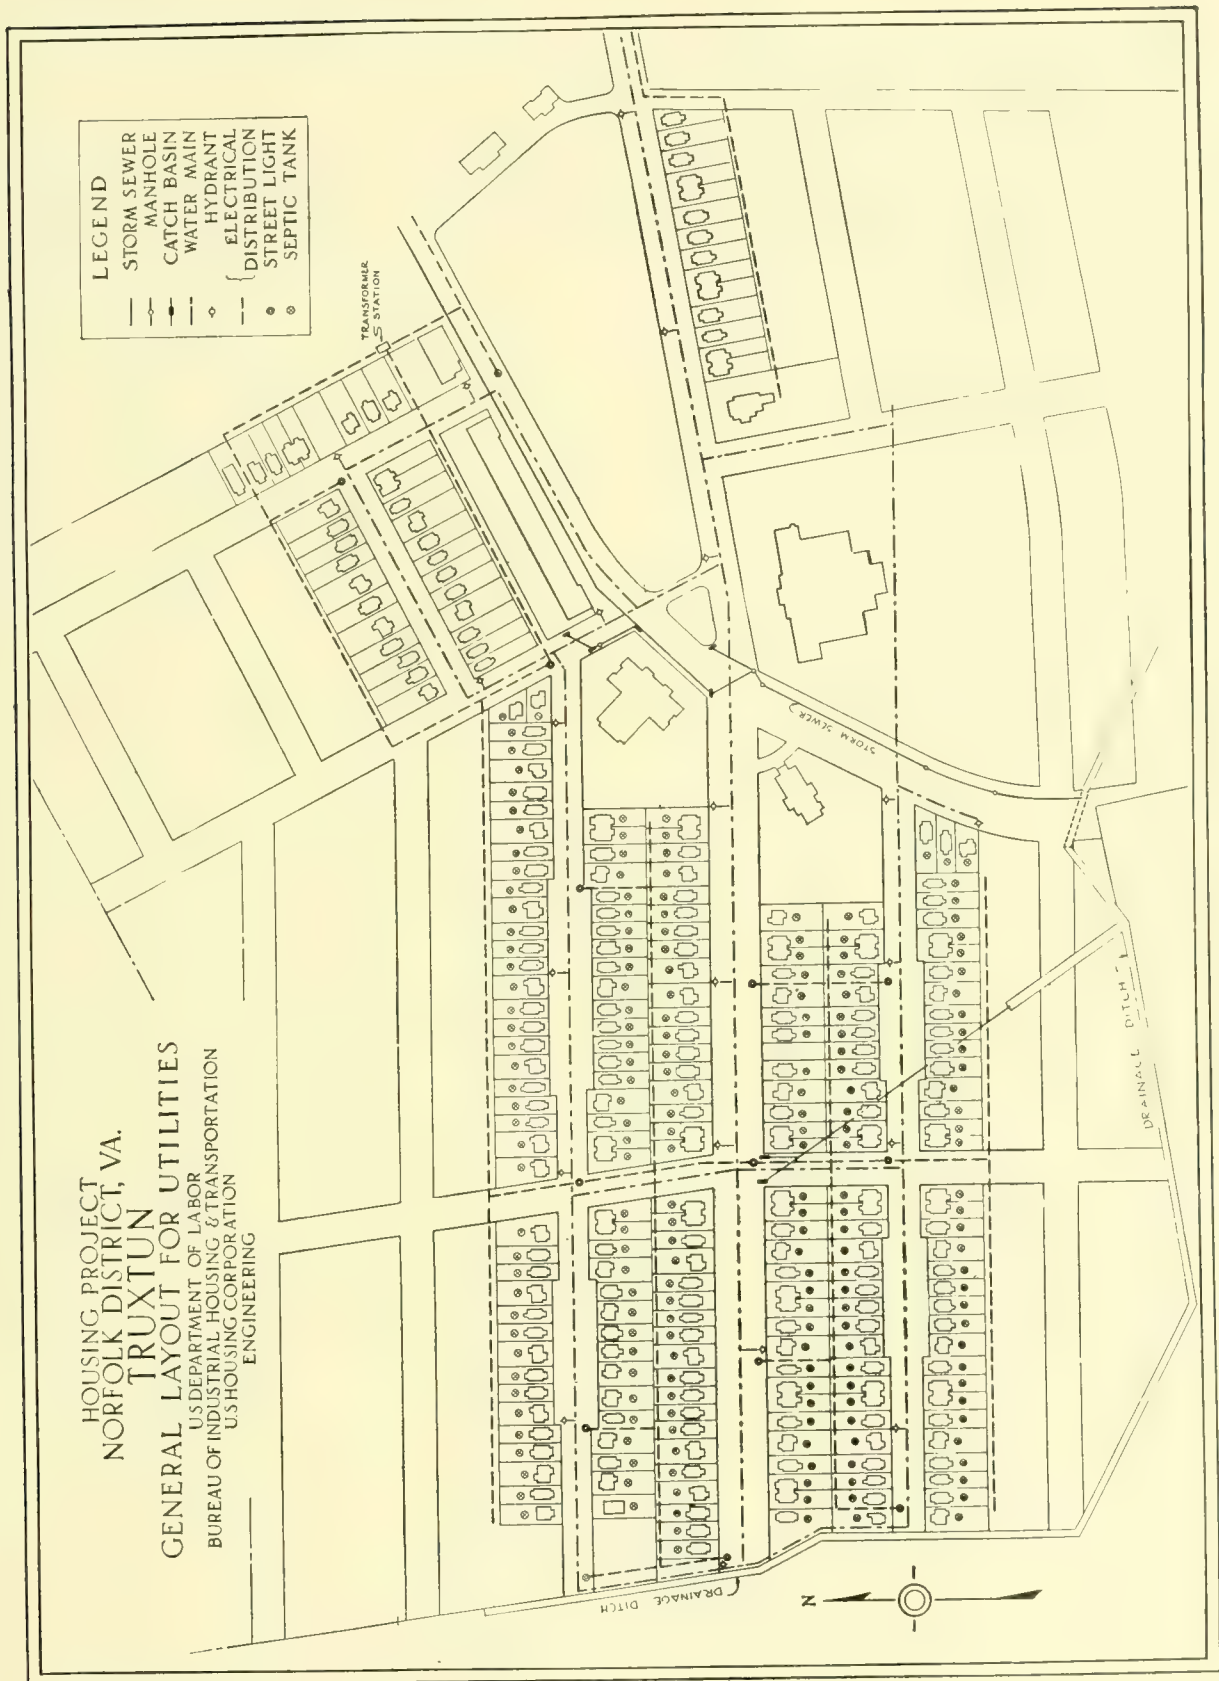 HOUSING PROJECT
NORFOLK DISTRICT, VA.
TRUXTUN
GENERAL LAYOUT FOR UTILITIES
U S DEPARTMENT OF LABOR
BUREAU OF INDUSTRIAL HOUSING & TRANSPORTATION
U.S HOUSING CORPORATION
ENGINEERING
LEGEND
STORM SEWER
MANHOLE
CATCH BASIN
WATER MAIN
HYDRANT
ELECTRICAL
DISTRIBUTION
STREET LIGHT
SEPTIC TANK
TRANSFORMER
STATION
STORM SEWER
DRAINAGE DITCH
DRAINAGE DITCH
N